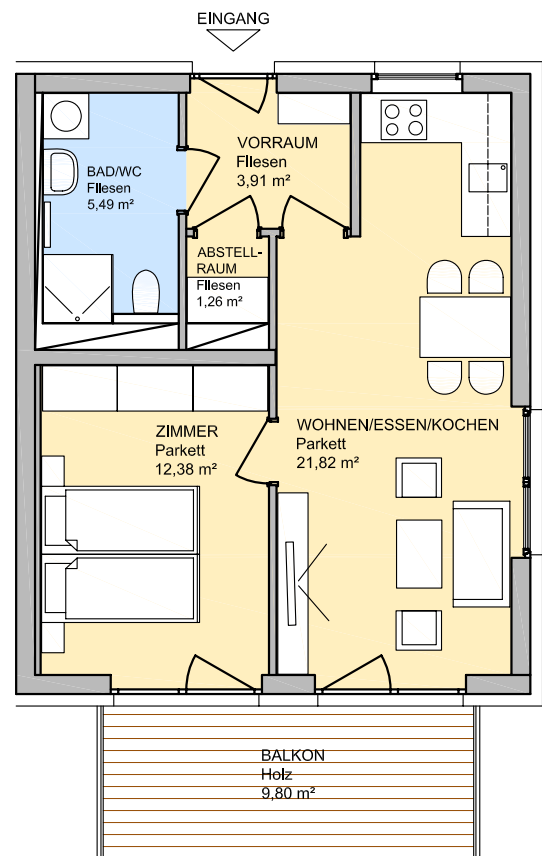 EINGANG
VORRAUM
Fliesen
3,91 m²
BAD/WC
Fliesen
5,49 m²
ABSTELL-
RAUM
Fliesen
1,26 m²
ZIMMER
Parkett
12,38 m²
WOHNEN/ESSEN/KOCHEN
Parkett
21,82 m²
BALKON
Holz
9,80 m²